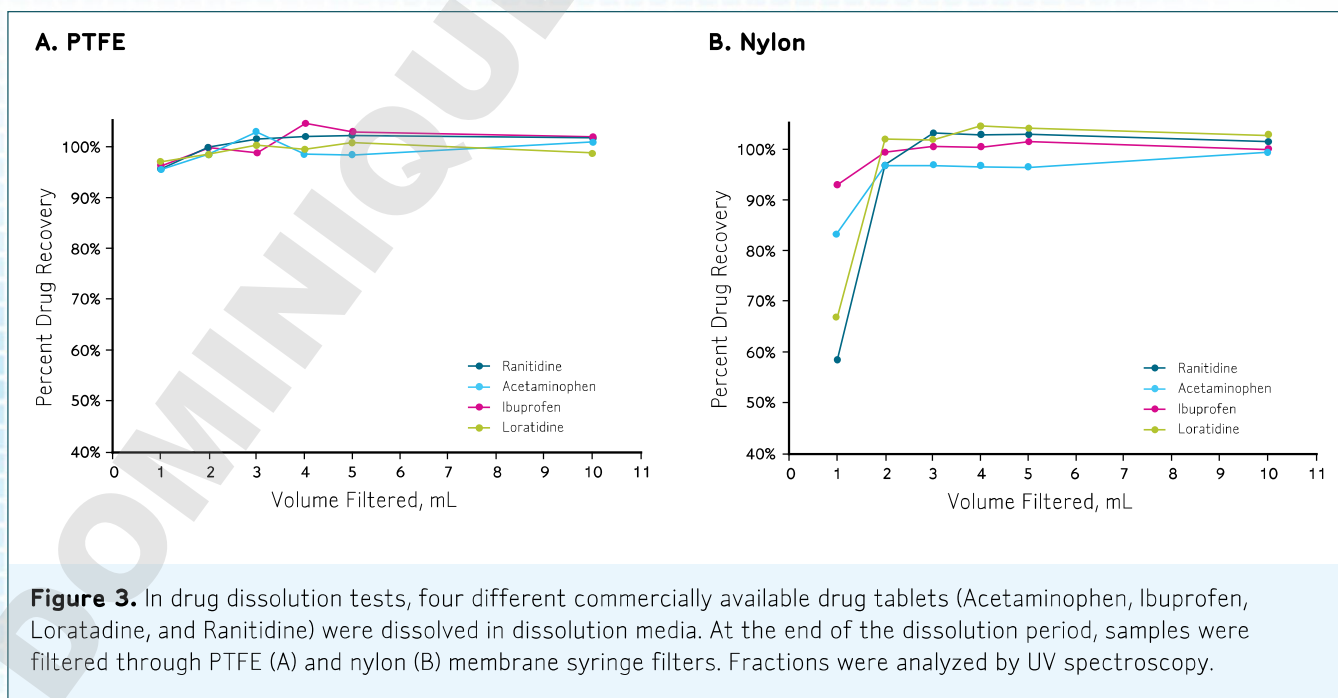 A. PTFE
Percent Drug Recovery
100%
90%
80%
70%
60%
50%
40%
0 1 2 3 4 5 6 7 8 9 10 11
Volume Filtered, mL
Ranitidine
Acetaminophen
Ibuprofen
Loratidine
B. Nylon
Percent Drug Recovery
100%
90%
80%
70%
60%
50%
40%
0 1 2 3 4 5 6 7 8 9 10 11
Volume Filtered, mL
Ranitidine
Acetaminophen
Ibuprofen
Loratidine
Figure 3. In drug dissolution tests, four different commercially available drug tablets (Acetaminophen, Ibuprofen,
Loratadine, and Ranitidine) were dissolved in dissolution media. At the end of the dissolution period, samples were
filtered through PTFE (A) and nylon (B) membrane syringe filters. Fractions were analyzed by UV spectroscopy.
DOMINIQUE